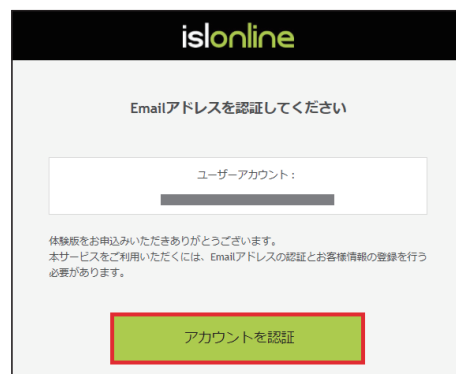 islonline
Emailアドレスを認証してください
ユーザーアカウント：
体験版をお申込みいただきありがとうございます。
本サービスをご利用いただくには、Emailアドレスの認証とお客様情報の登録を行う
必要があります。
アカウントを認証